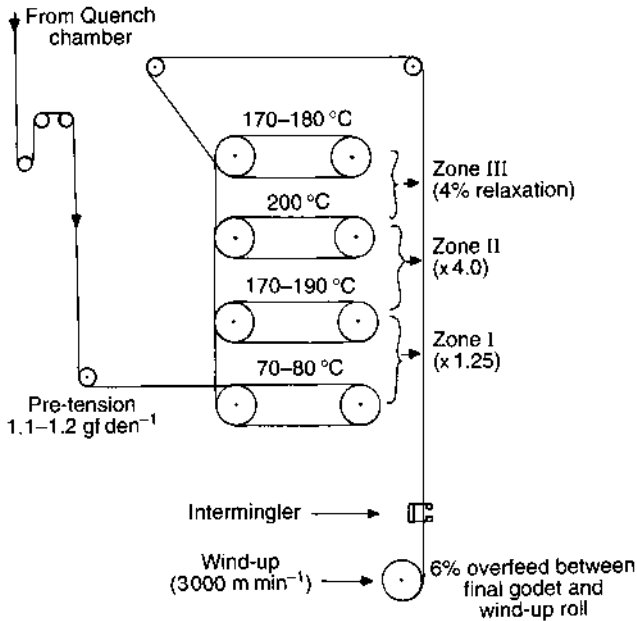 From Quench
chamber
170–180 °C
Zone III
(4% relaxation)
200 °C
Zone II
(x 4.0)
170–190 °C
Zone I
(x 1.25)
70–80 °C
Pre-tension
1.1–1.2 gf den⁻¹
Intermingler
Wind-up
(3000 m min⁻¹)
6% overfeed between
final godet and
wind-up roll